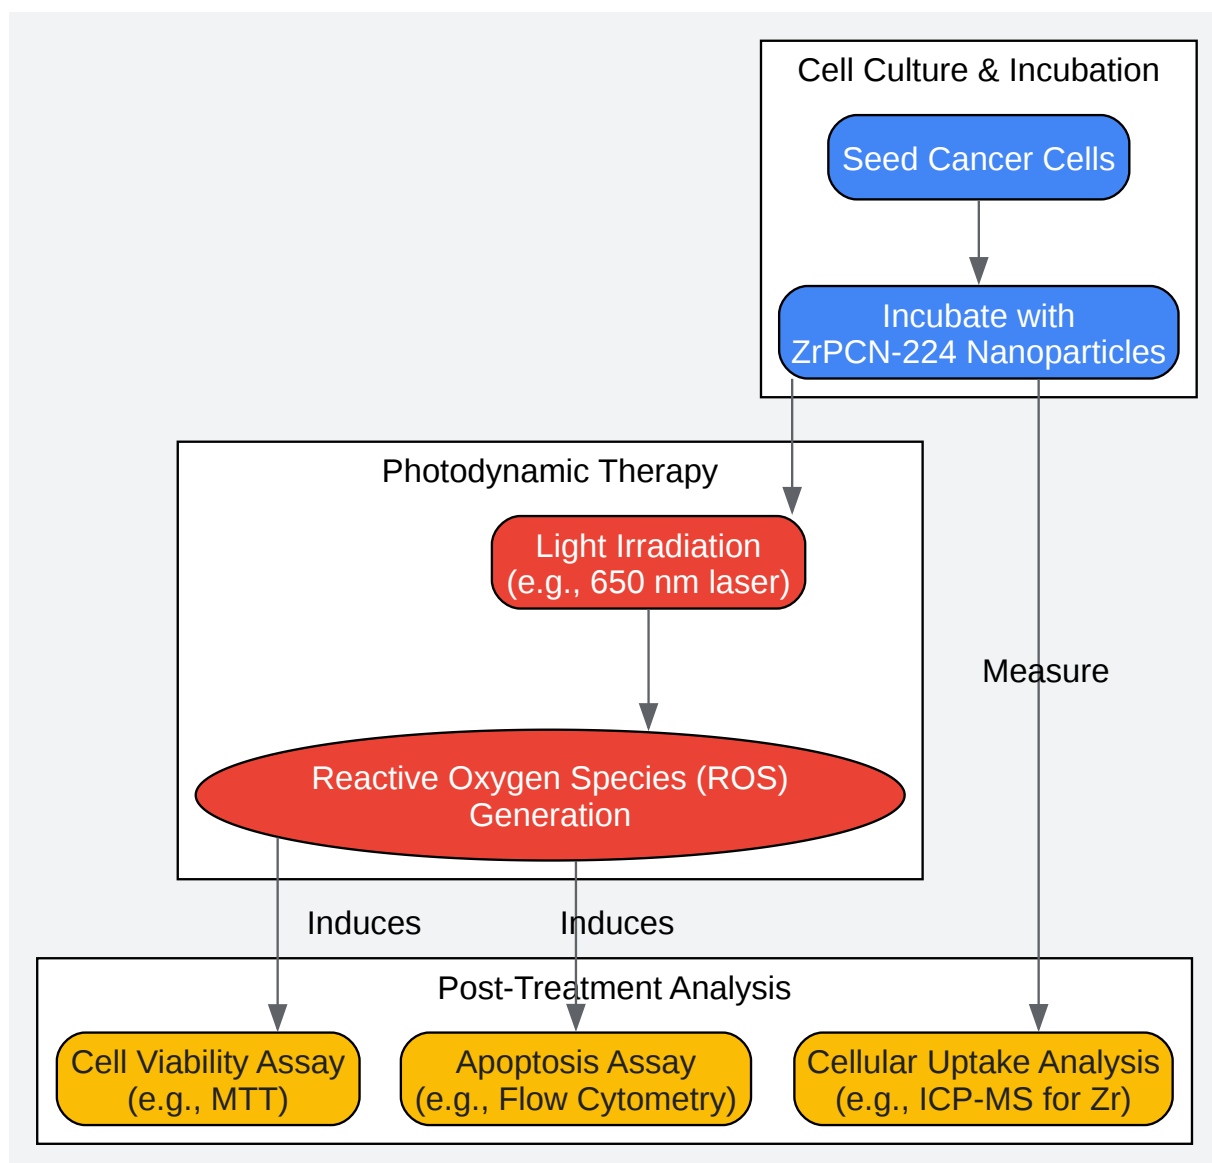 Cell Culture & Incubation
Seed Cancer Cells
Incubate with
ZrPCN-224 Nanoparticles
Photodynamic Therapy
Light Irradiation
(e.g., 650 nm laser)
Measure
Reactive Oxygen Species (ROS)
Generation
Induces
Induces
Post-Treatment Analysis
Cell Viability Assay
(e.g., MTT)
Apoptosis Assay
(e.g., Flow Cytometry)
Cellular Uptake Analysis
(e.g., ICP-MS for Zr)